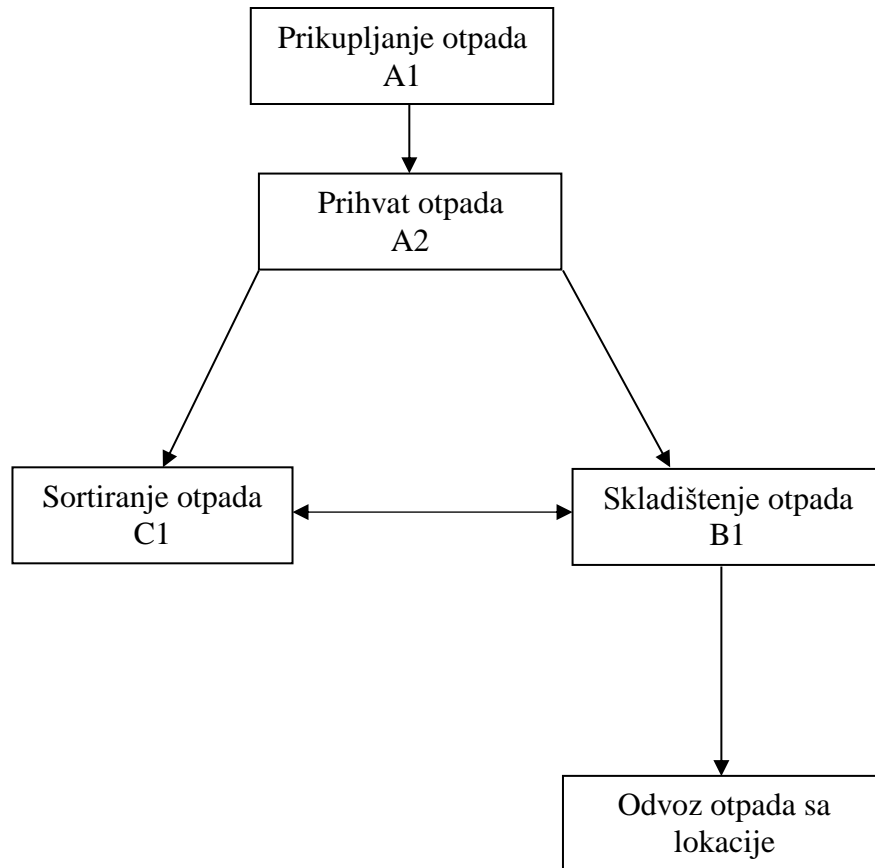 Prikupljanje otpada
A1
Prihvat otpada
A2
Sortiranje otpada
C1
Skladištenje otpada
B1
Odvoz otpada sa
lokacije